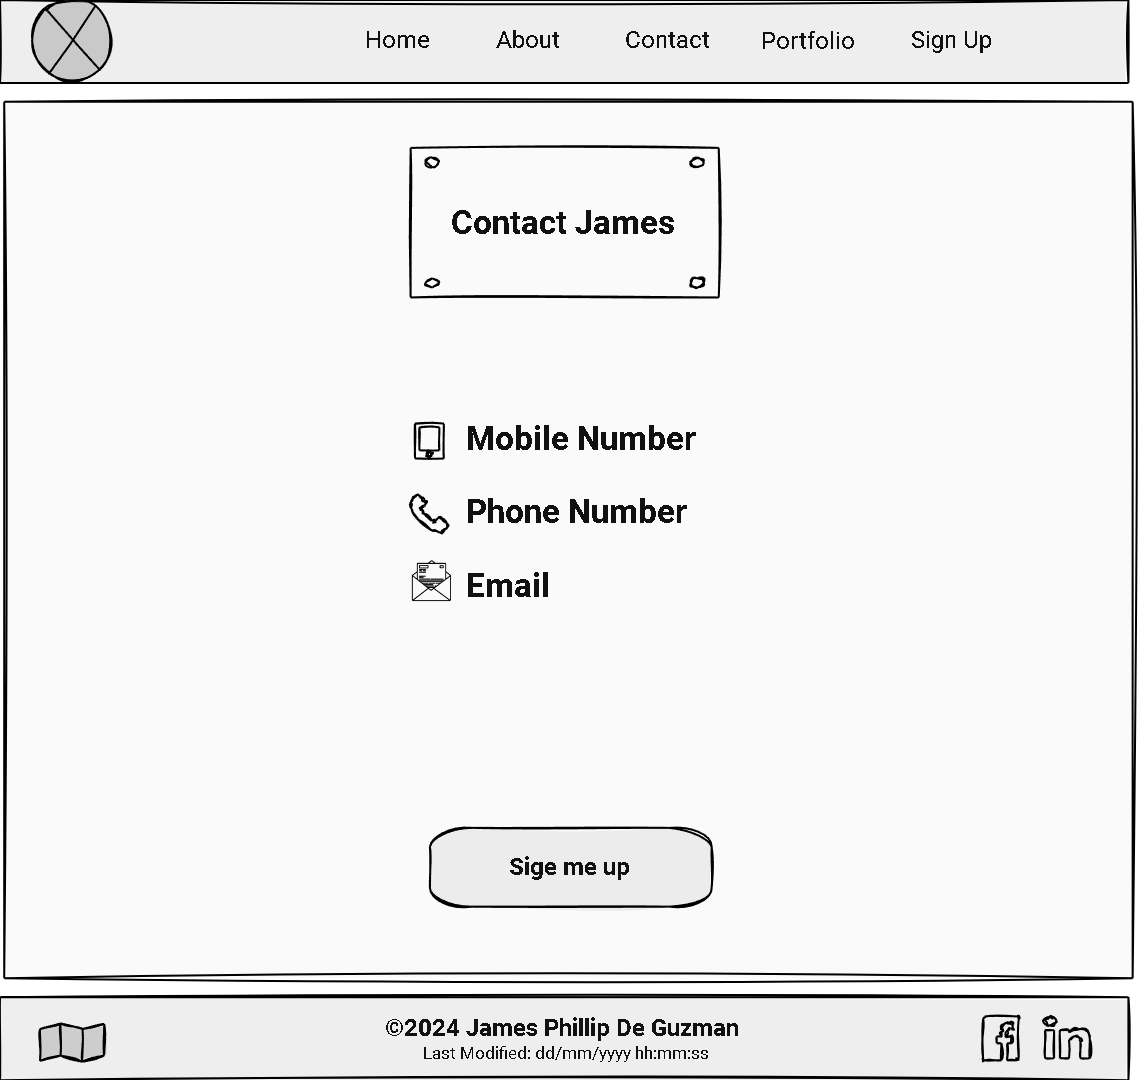 Home About Contact Portfolio Sign Up
Contact James
Mobile Number
Phone Number
Email
Sige me up
©2024 James Phillip De Guzman
Last Modified: dd/mm/yyyy hh:mm:ss
f in